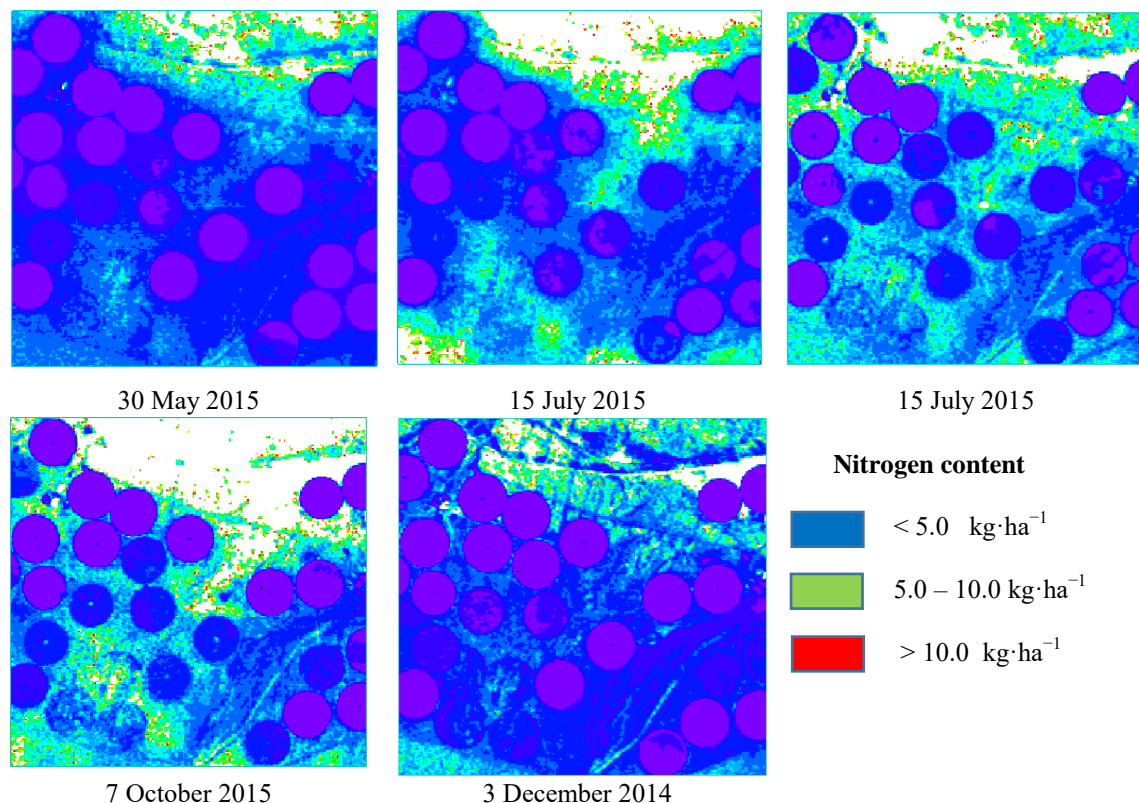 30 May 2015
15 July 2015
15 July 2015
Nitrogen content
< 5.0 kg·ha⁻¹
5.0 – 10.0 kg·ha⁻¹
> 10.0 kg·ha⁻¹
7 October 2015
3 December 2014